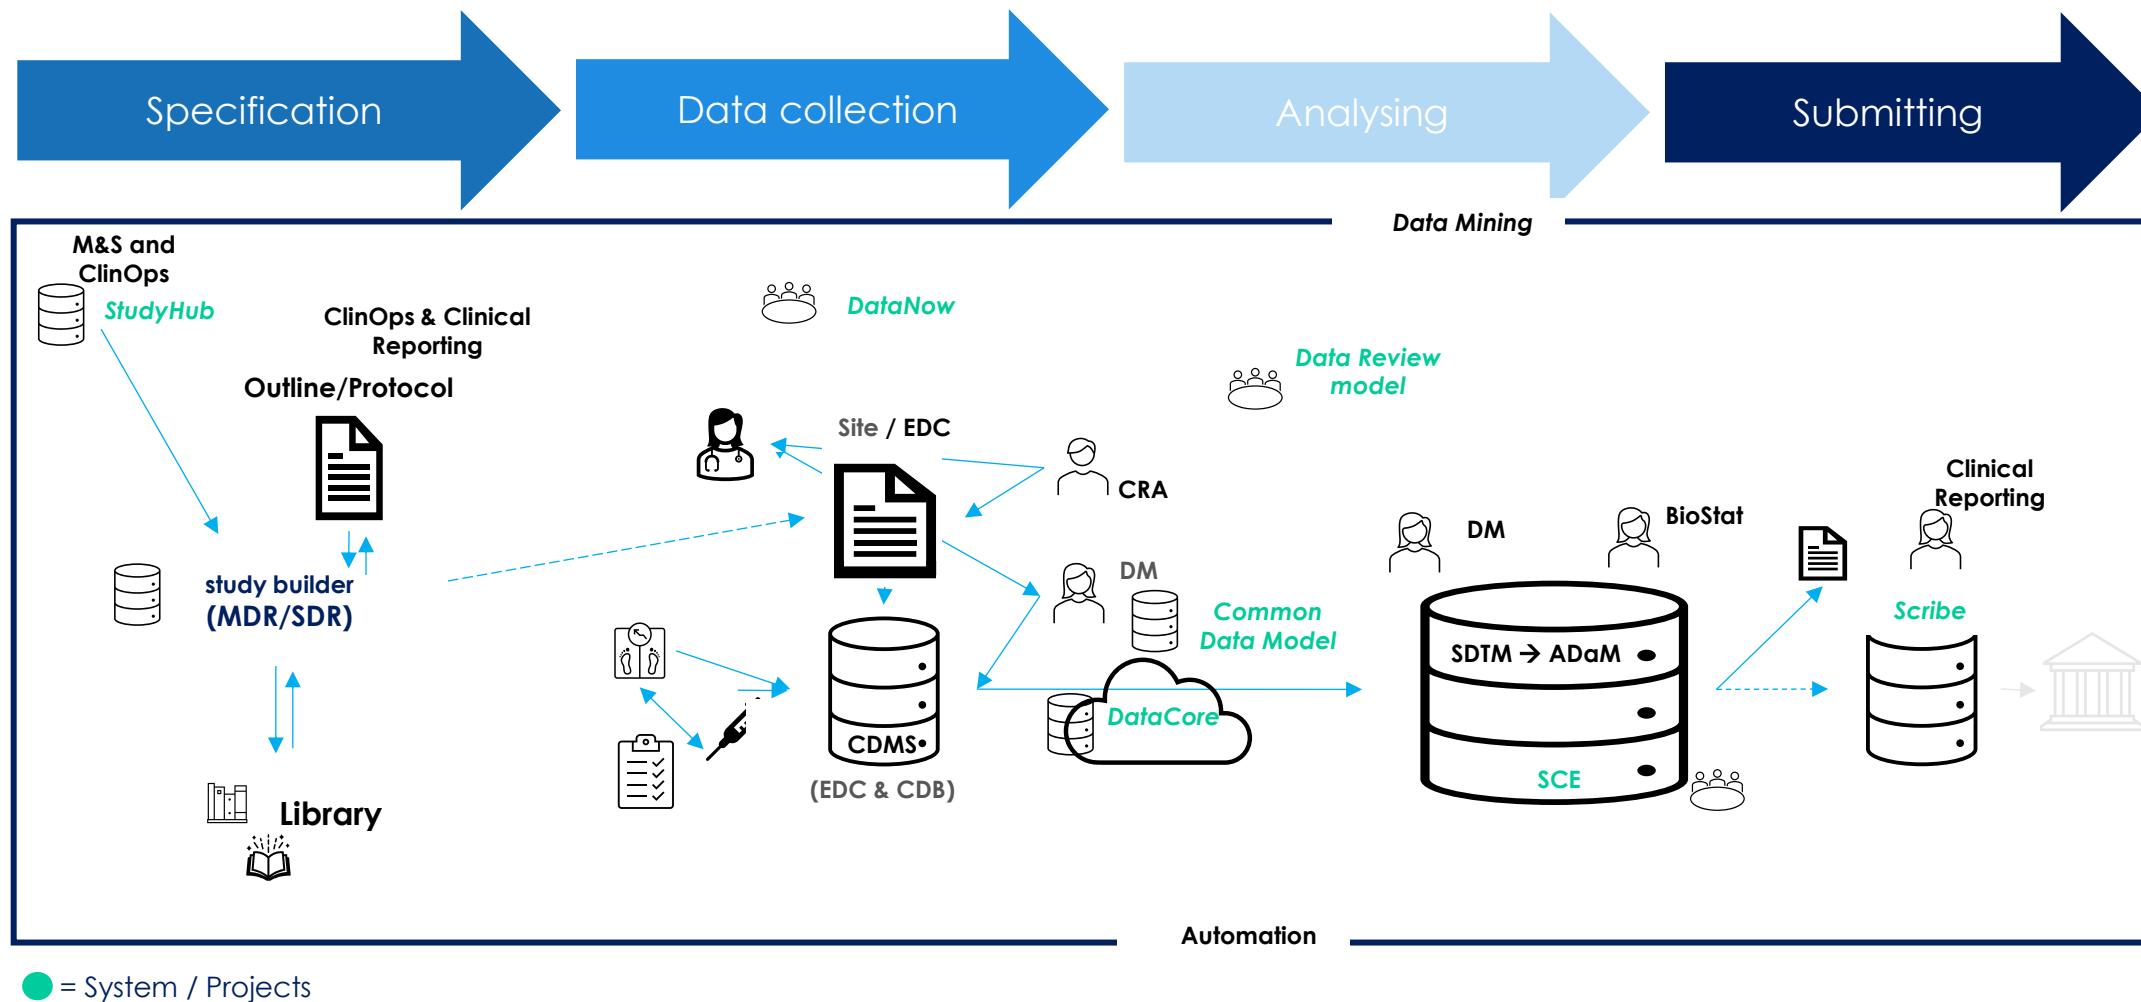 Specification
Data collection
Analysing
Submitting
Data Mining
M&S and
ClinOps
StudyHub
ClinOps & Clinical
Reporting
Outline/Protocol
DataNow
Data Review
model
Site / EDC
CRA
Clinical
Reporting
DM
BioStat
study builder
(MDR/SDR)
DM
Common
Data Model
Scribe
SDTM → ADaM
DataCore
CDMS
SCE
(EDC & CDB)
Library
Automation
= System / Projects